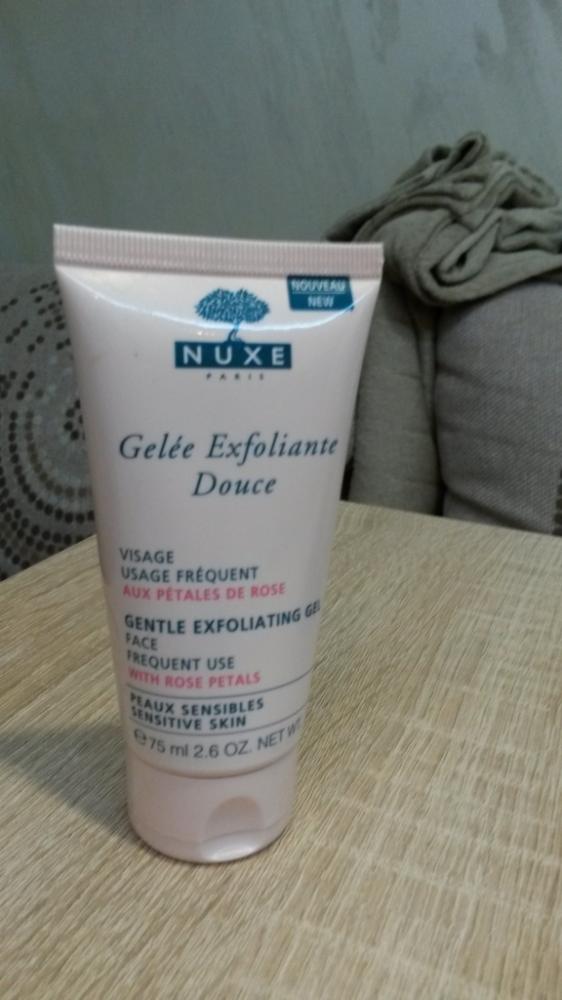 NOUVEAU
NEW
NUXE
PARIS
Gelée Exfoliante
Douce
VISAGE
USAGE FRÉQUENT
AUX PÉTALES DE ROSE
GENTLE EXFOLIATING GEL
FACE
FREQUENT USE
WITH ROSE PETALS
PEAUX SENSIBLES
SENSITIVE SKIN
℮75 ml 2.6 OZ. NET W